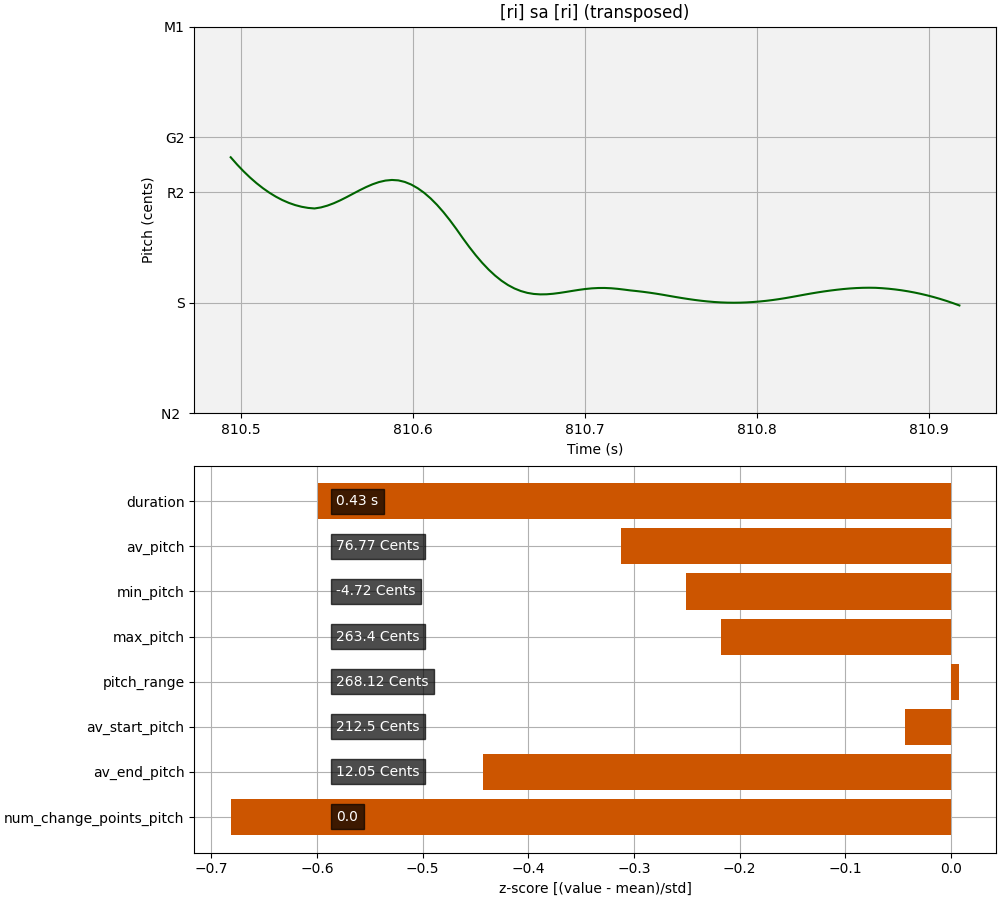 [ri] sa [ri] (transposed)
M1
G2
R2
S
N2
Pitch (cents)
810.5 810.6 810.7 810.8 810.9
Time (s)
duration 0.43 s
av_pitch 76.77 Cents
min_pitch -4.72 Cents
max_pitch 263.4 Cents
pitch_range 268.12 Cents
av_start_pitch 212.5 Cents
av_end_pitch 12.05 Cents
num_change_points_pitch 0.0
−0.7 −0.6 −0.5 −0.4 −0.3 −0.2 −0.1 0.0
z-score [(value - mean)/std]